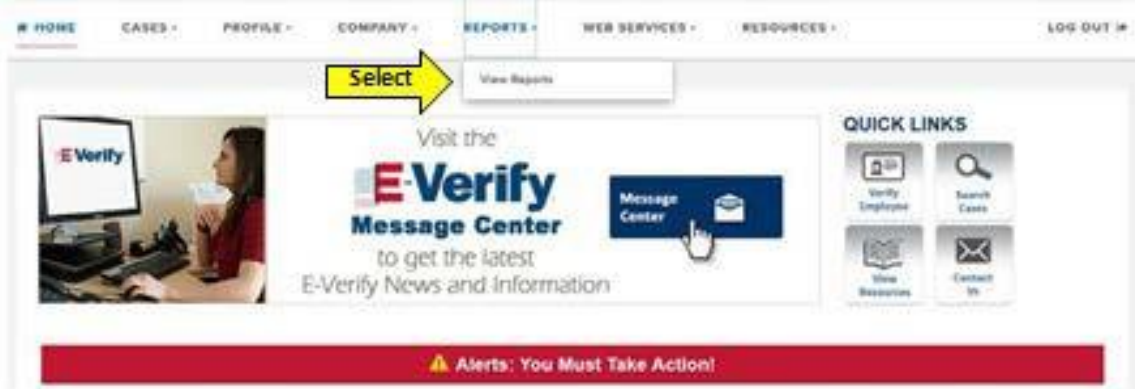 HOME CASES PROFILE COMPANY REPORTS WEB SERVICES RESOURCES LOG OUT
Select
View Reports
E-Verify
Visit the
E-Verify
Message Center
to get the latest
E-Verify News and Information
Message
Center
QUICK LINKS
Verify
Employee
Search
Cases
View
Resources
Contact
Us
Alerts: You Must Take Action!